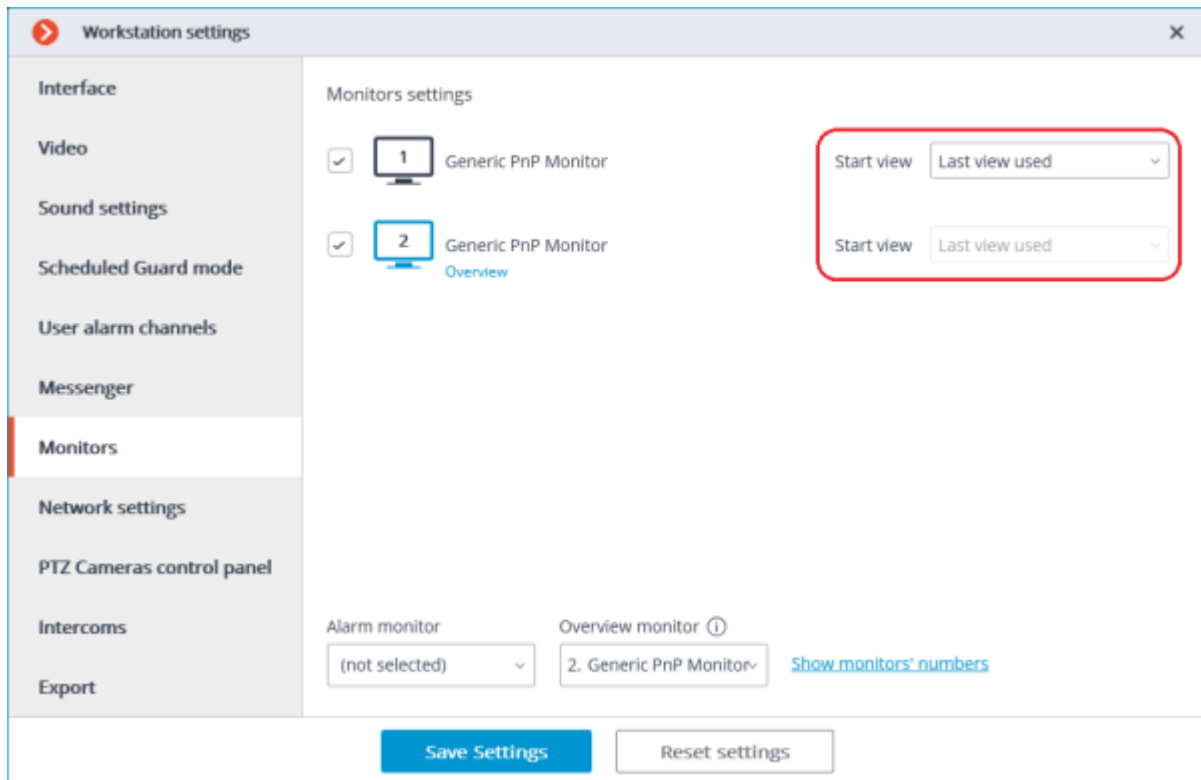 Workstation settings
Interface
Video
Sound settings
Scheduled Guard mode
User alarm channels
Messenger
Monitors
Network settings
PTZ Cameras control panel
Intercoms
Export
Monitors settings
1 Generic PnP Monitor Start view Last view used
2 Generic PnP Monitor Start view Last view used
Overview
Alarm monitor Overview monitor
(not selected) 2. Generic PnP Monitor Show monitors' numbers
Save Settings Reset settings